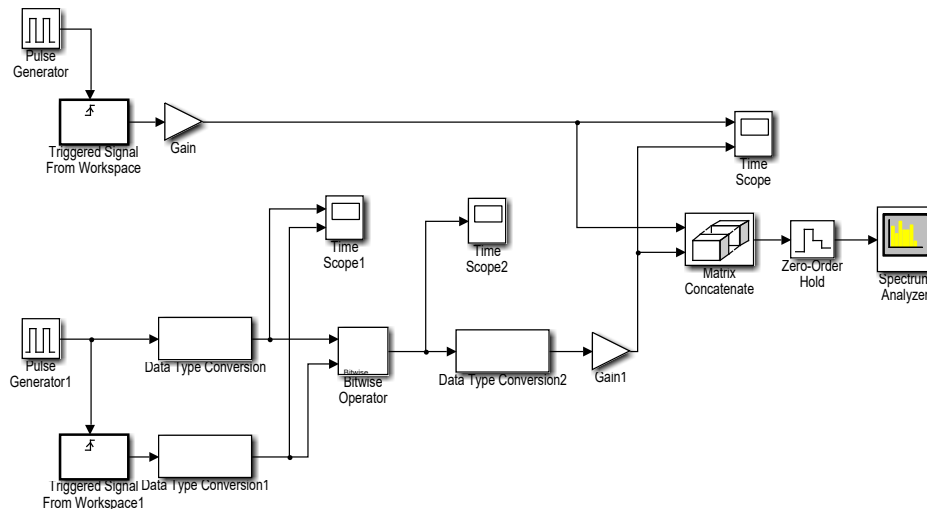 Pulse
Generator
Triggered Signal
From Workspace
Gain
Time
Scope
Time
Scope1
Time
Scope2
Matrix
Concatenate
Zero-Order
Hold
Spectrum
Analyzer
Pulse
Generator1
Data Type Conversion
Bitwise
Bitwise
Operator
Data Type Conversion2
Gain1
Triggered Signal
From Workspace1
Data Type Conversion1